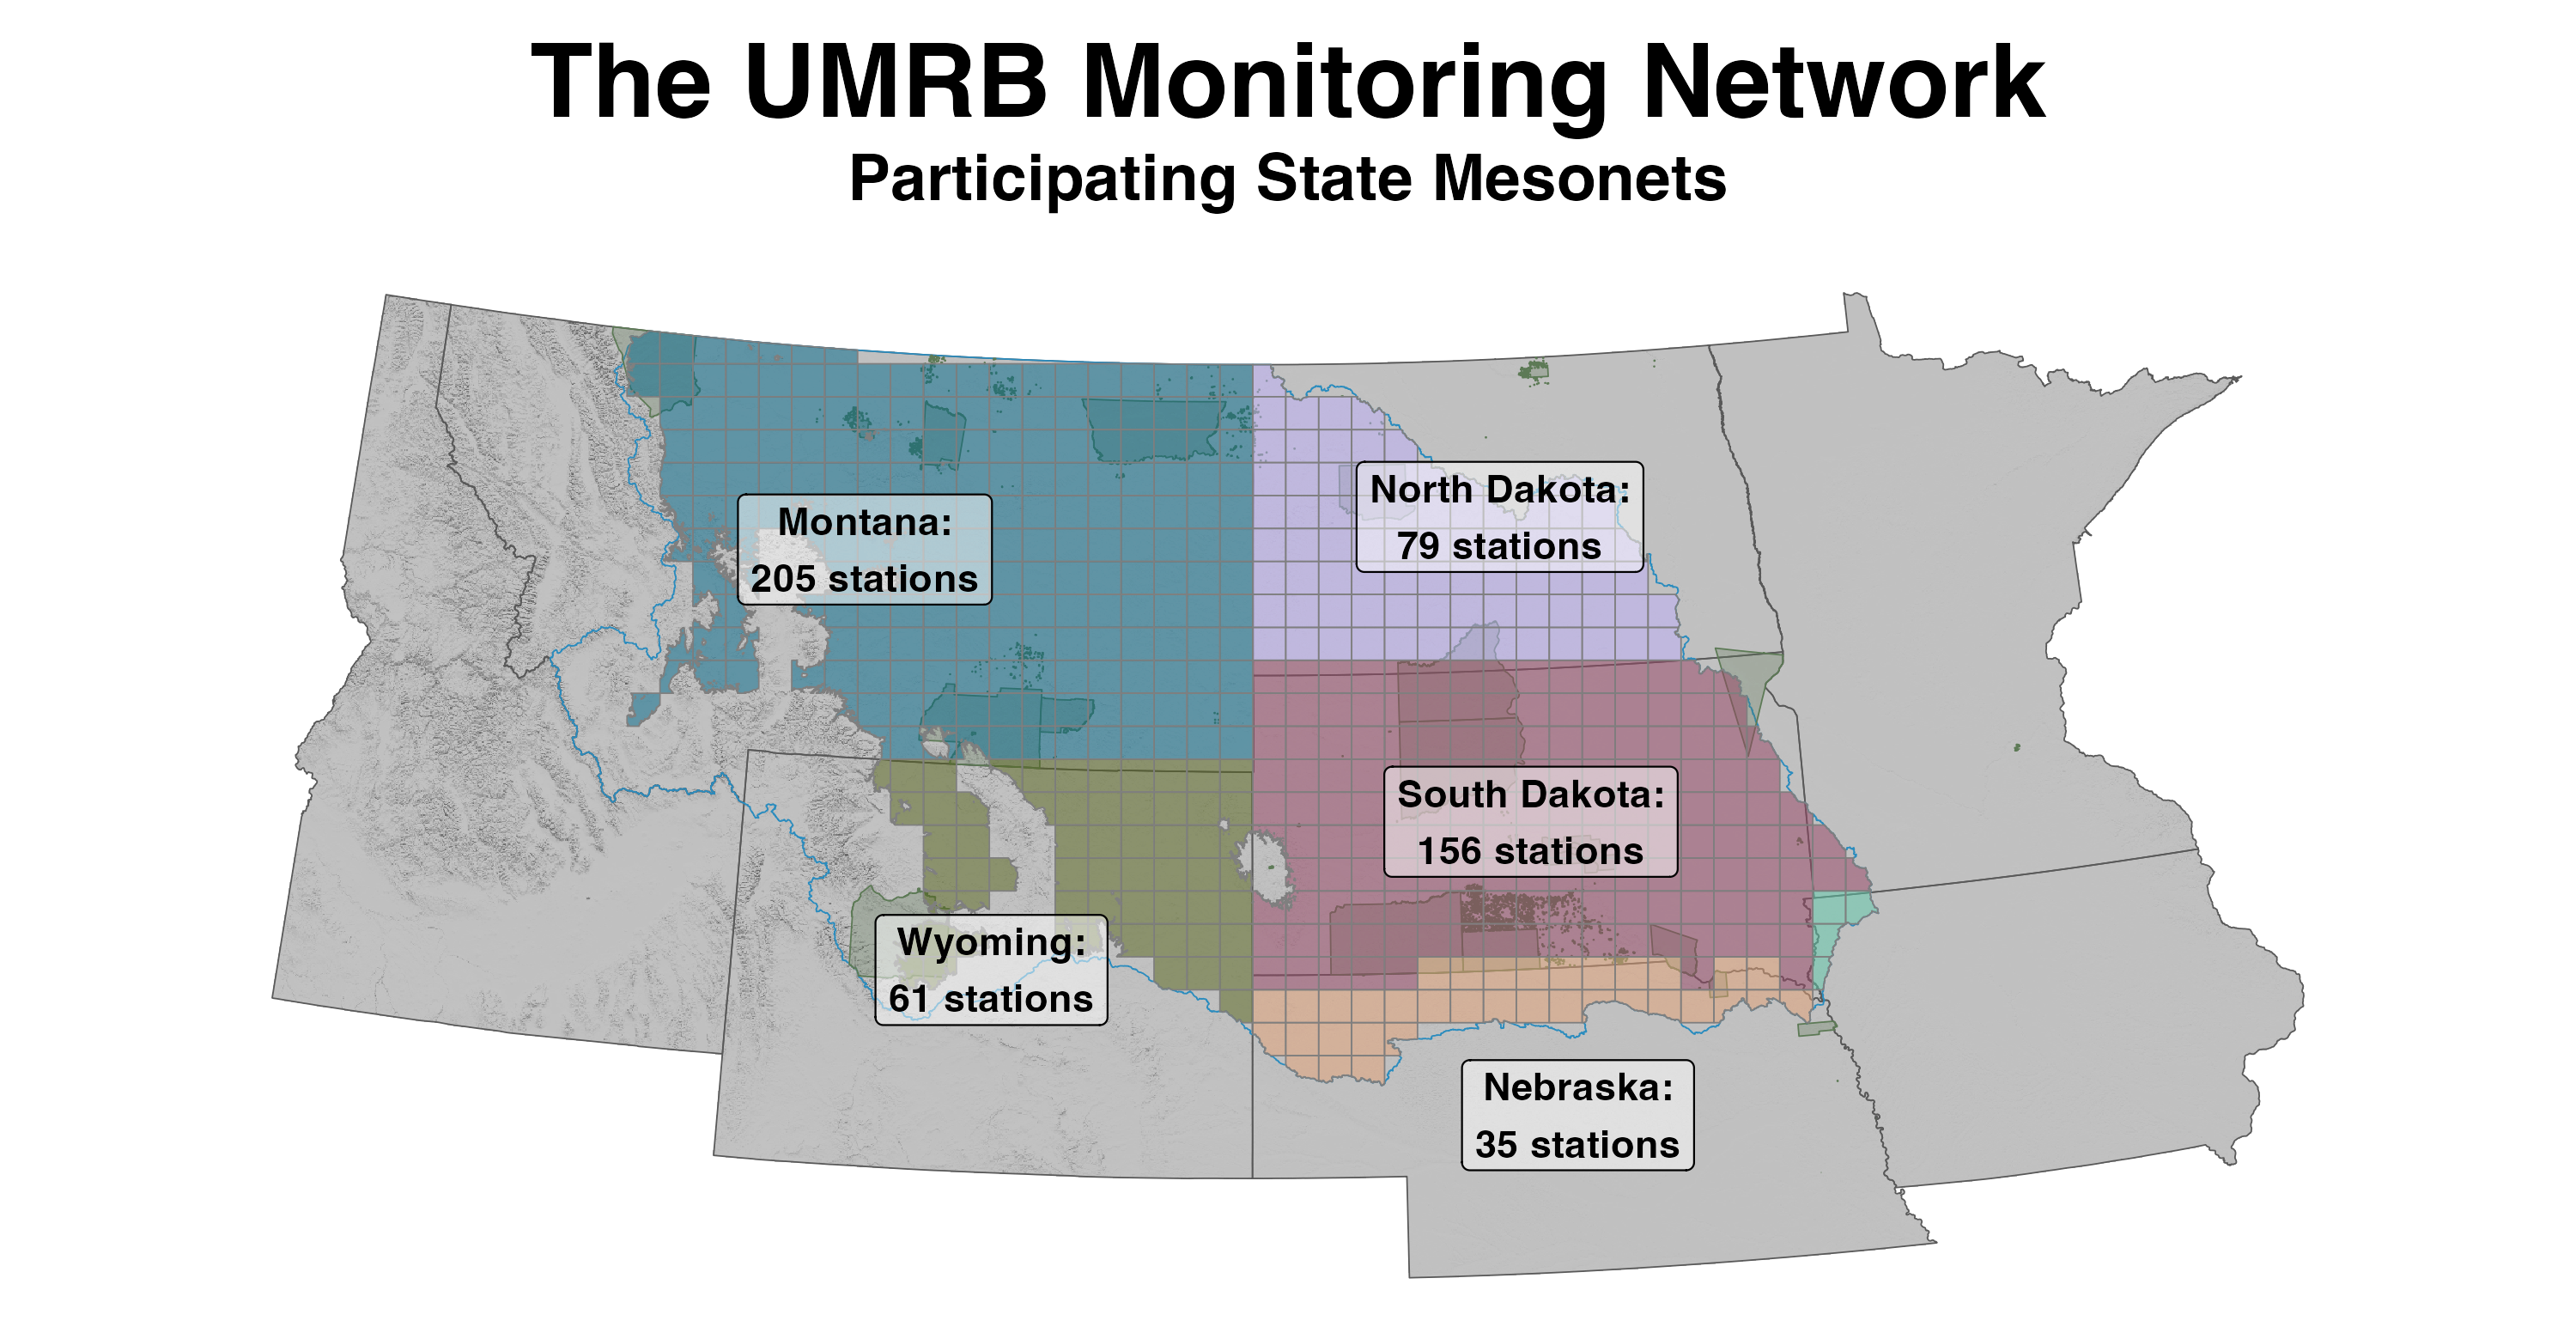 The UMRB Monitoring Network
Participating State Mesonets
North Dakota:
79 stations
Montana:
205 stations
South Dakota:
156 stations
Wyoming:
61 stations
Nebraska:
35 stations